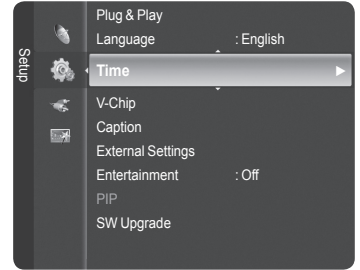 Setup
Plug & Play
Language : English
Time
V-Chip
Caption
External Settings
Entertainment : Off
PIP
SW Upgrade